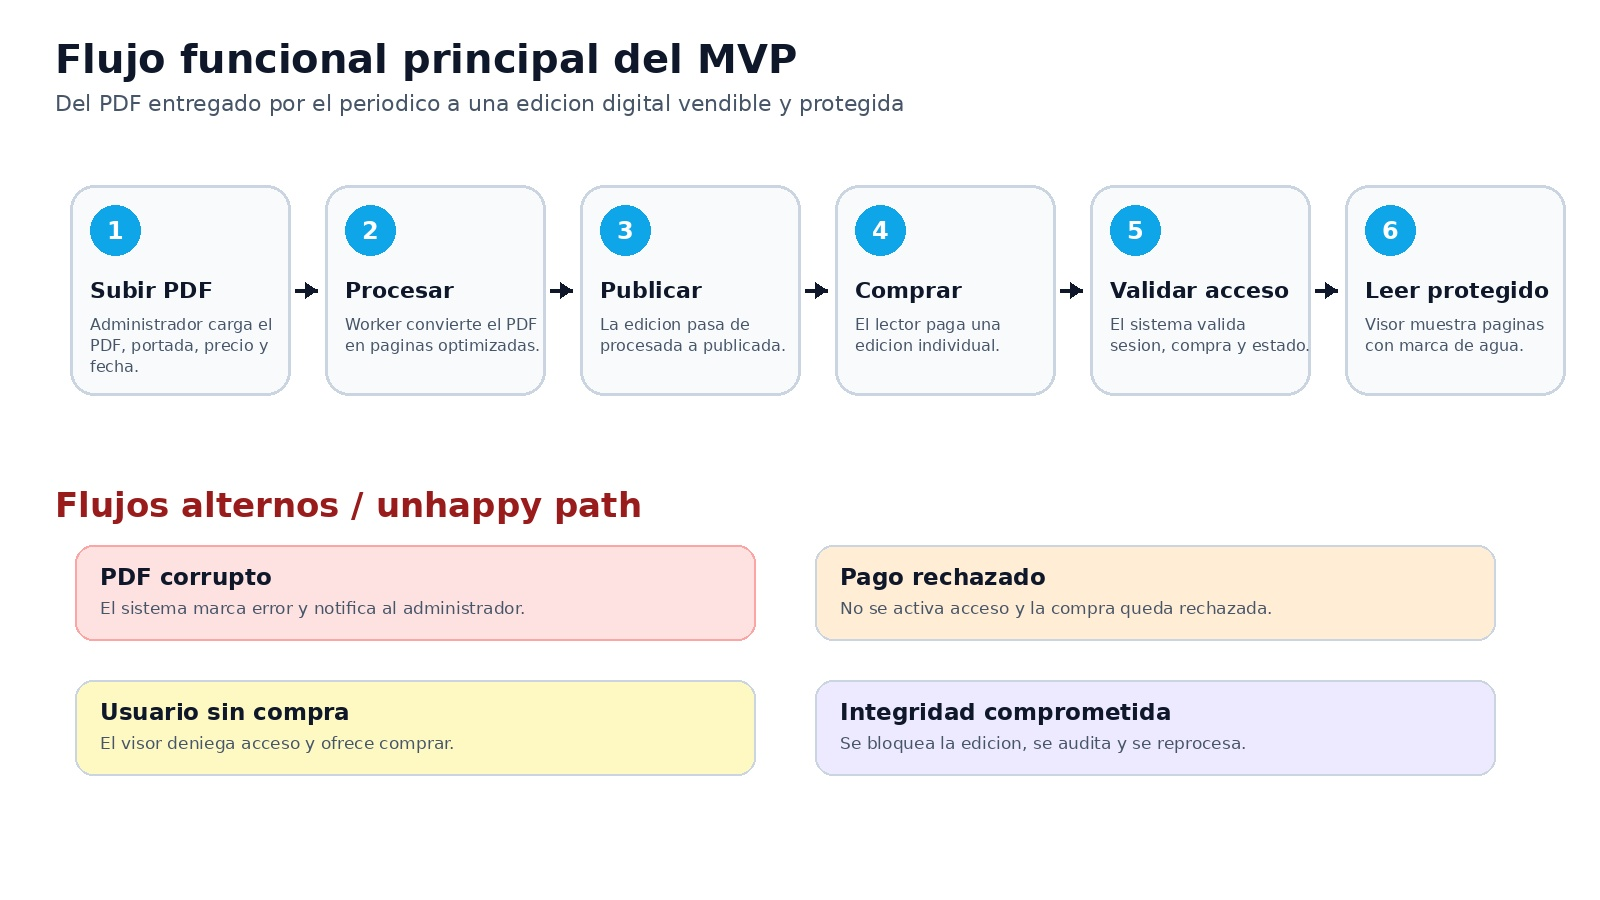 Flujo funcional principal del MVP
Del PDF entregado por el periodico a una edicion digital vendible y protegida
1
Subir PDF
Administrador carga el
PDF, portada, precio y
fecha.
2
Procesar
Worker convierte el PDF
en paginas optimizadas.
3
Publicar
La edicion pasa de
procesada a publicada.
4
Comprar
El lector paga una
edicion individual.
5
Validar acceso
El sistema valida
sesion, compra y estado.
6
Leer protegido
Visor muestra paginas
con marca de agua.
Flujos alternos / unhappy path
PDF corrupto
El sistema marca error y notifica al administrador.
Pago rechazado
No se activa acceso y la compra queda rechazada.
Usuario sin compra
El visor deniega acceso y ofrece comprar.
Integridad comprometida
Se bloquea la edicion, se audita y se reprocesa.